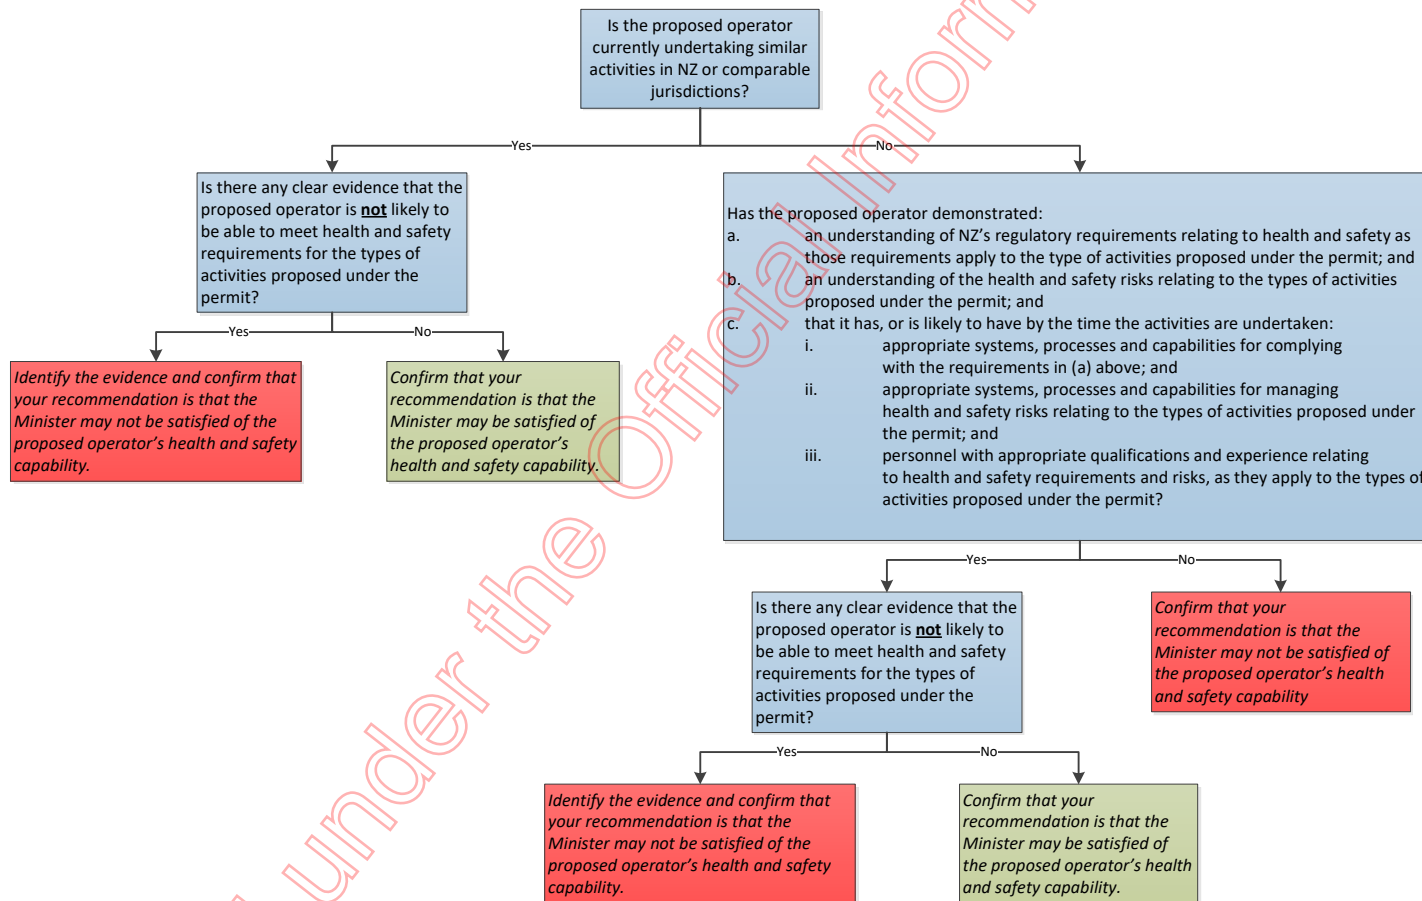 Is the proposed operator
currently undertaking similar
activities in NZ or comparable
jurisdictions?
Yes
No
Is there any clear evidence that the
proposed operator is not likely to
be able to meet health and safety
requirements for the types of
activities proposed under the
permit?
Has the proposed operator demonstrated:
a. an understanding of NZ's regulatory requirements relating to health and safety as
those requirements apply to the type of activities proposed under the permit; and
b. an understanding of the health and safety risks relating to the types of activities
proposed under the permit; and
c. that it has, or is likely to have by the time the activities are undertaken:
i. appropriate systems, processes and capabilities for complying
with the requirements in (a) above; and
ii. appropriate systems, processes and capabilities for managing
health and safety risks relating to the types of activities proposed under
the permit; and
iii. personnel with appropriate qualifications and experience relating
to health and safety requirements and risks, as they apply to the types of
activities proposed under the permit?
Yes
No
Identify the evidence and confirm that
your recommendation is that the
Minister may not be satisfied of the
proposed operator's health and safety
capability.
Confirm that your
recommendation is that the
Minister may be satisfied of
the proposed operator's
health and safety capability.
Yes
No
Is there any clear evidence that the
proposed operator is not likely to
be able to meet health and safety
requirements for the types of
activities proposed under the
permit?
Confirm that your
recommendation is that the
Minister may not be satisfied of
the proposed operator's health
and safety capability
Yes
No
Identify the evidence and confirm that
your recommendation is that the
Minister may not be satisfied of the
proposed operator's health and safety
capability.
Confirm that your
recommendation is that the
Minister may be satisfied of
the proposed operator's health
and safety capability.
under the Official Inform